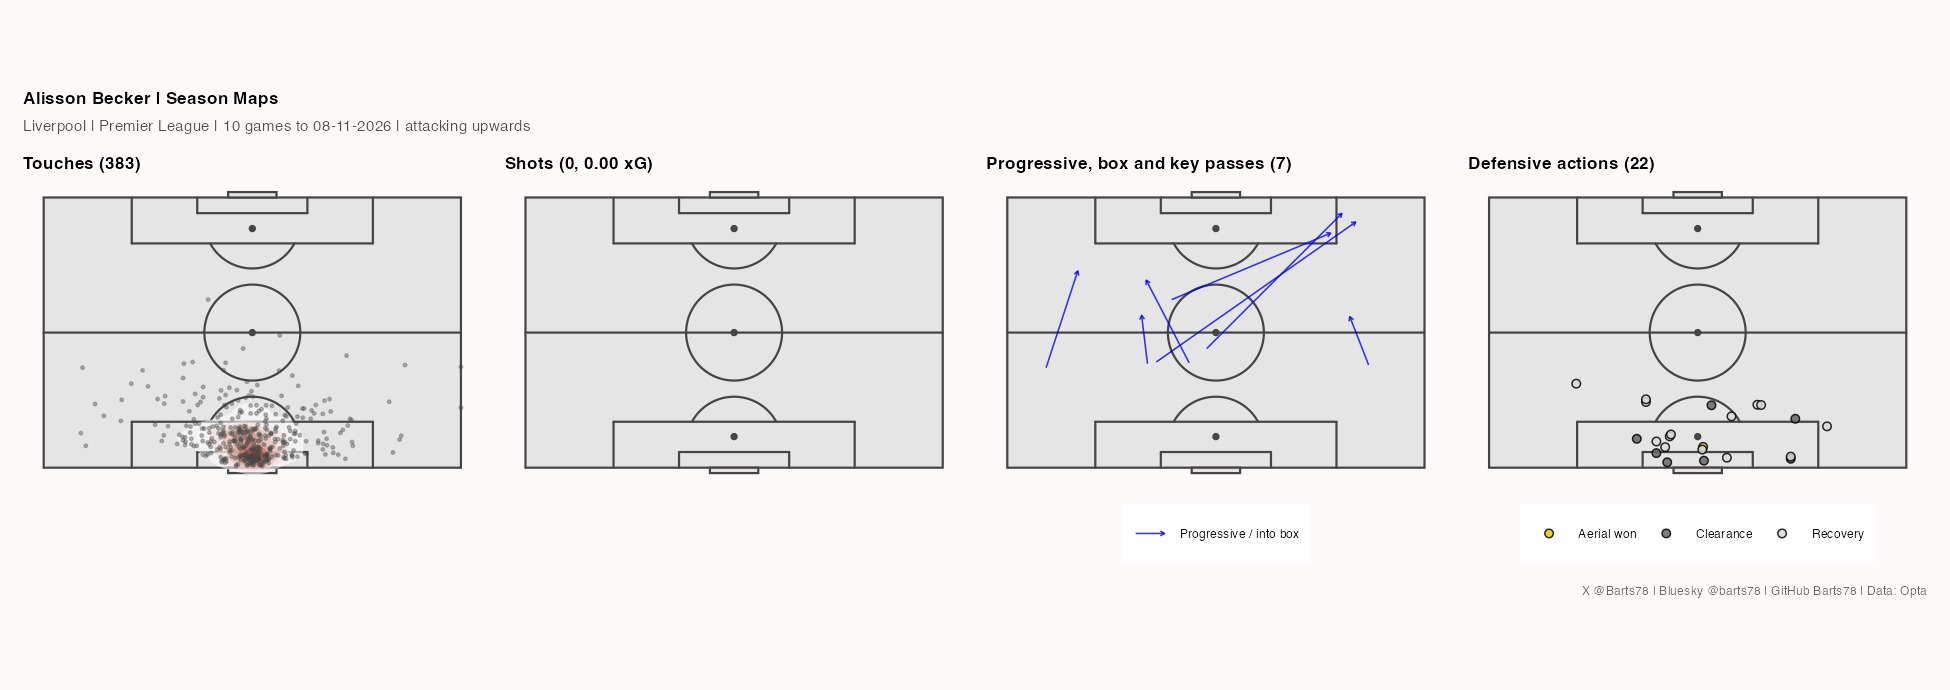 Alisson Becker | Season Maps
Liverpool | Premier League | 10 games to 08-11-2026 | attacking upwards
Touches (383)
Shots (0, 0.00 xG)
Progressive, box and key passes (7)
Defensive actions (22)
Progressive / into box
Aerial won
Clearance
Recovery
X @Barts78 | Bluesky @barts78 | GitHub Barts78 | Data: Opta